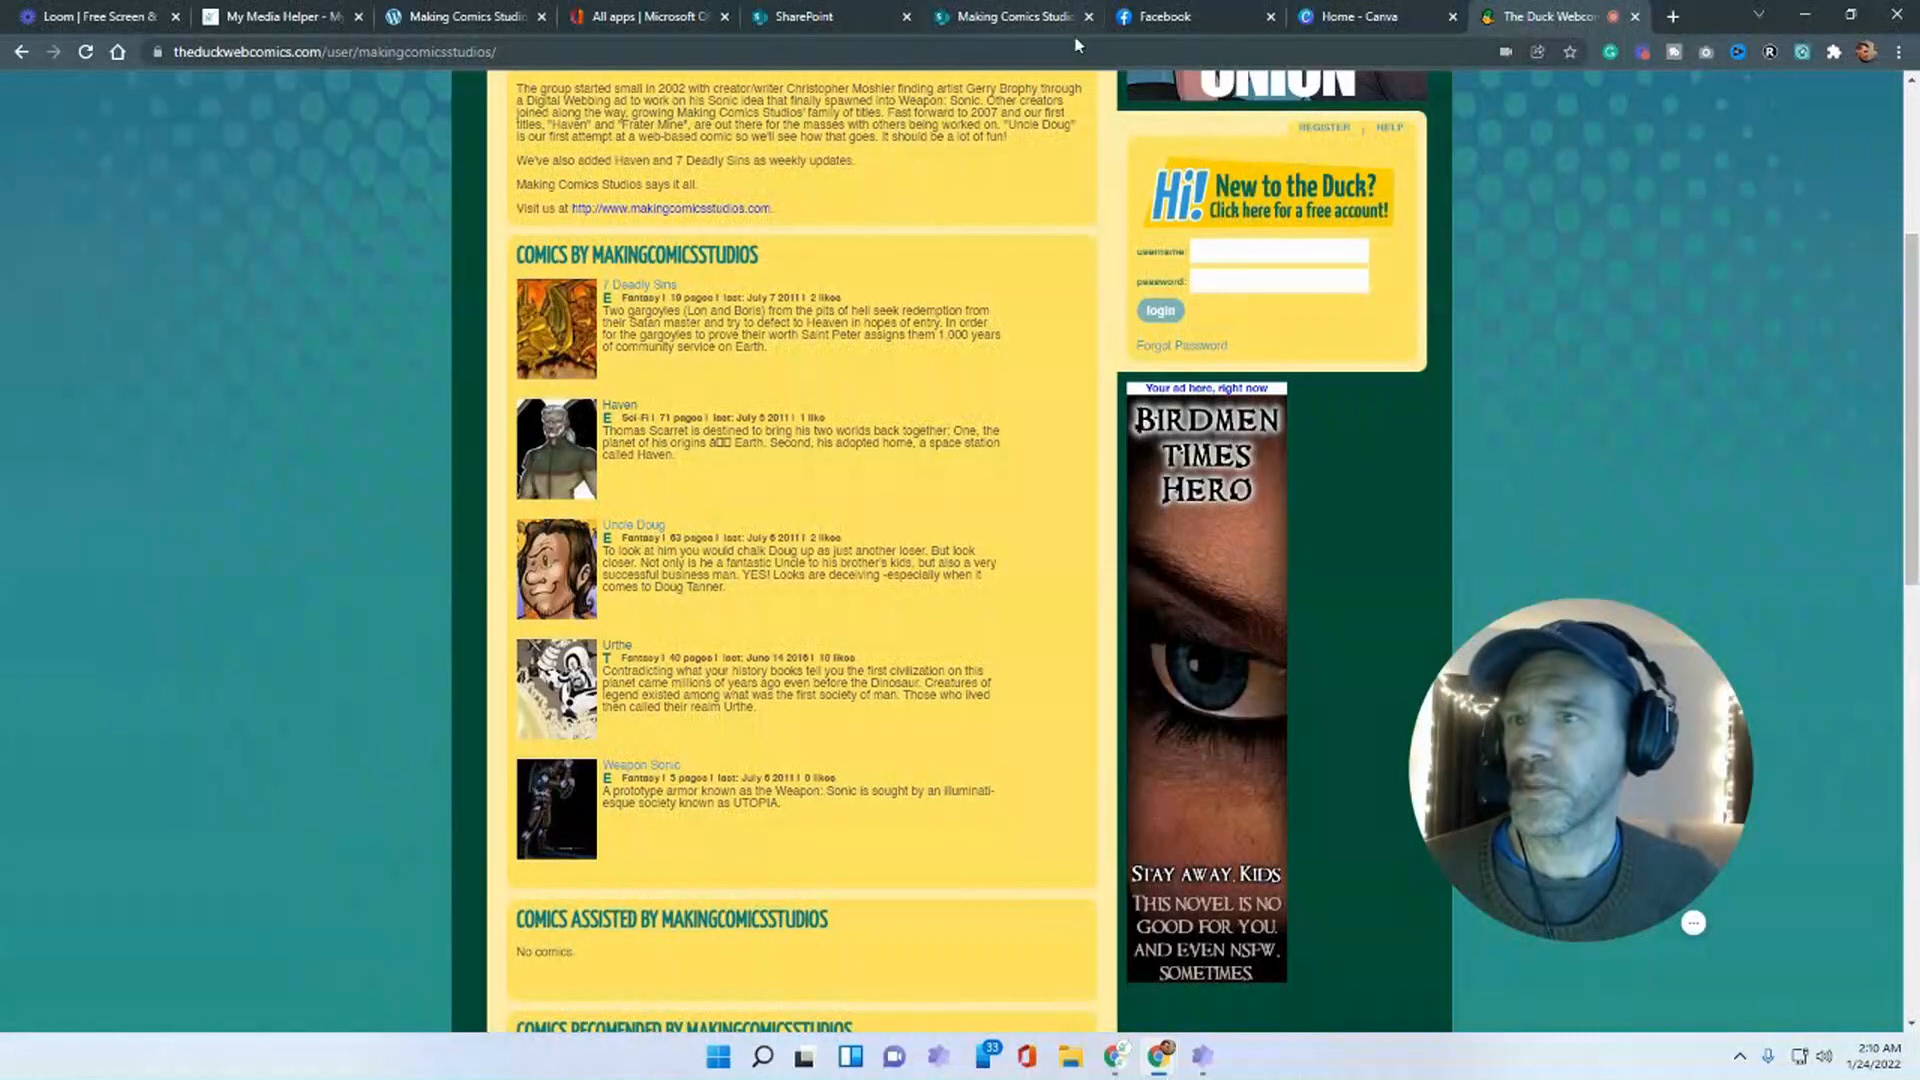 Loom | Free Screen &
My Media Helper - M
Making Comics Studio
All apps | Microsoft O
SharePoint
Making Comics Studio
Facebook
Home - Canva
The Duck Webcom
theduckwebcomics.com/user/makingcomicsstudios/
The group started small in 2002 with creator/writer Christopher Moshier finding artist Gerry Brophy through
a Digital Webbing ad to work on his Sonic idea that finally spawned into Weapon: Sonic. Other creators
joined along the way, growing Making Comics Studios' family of titles. Fast forward to 2007 and our first
titles, "Haven" and "Frater Mine", are out there for the masses with others being worked on. "Uncle Doug"
is our first attempt at a web-based comic so we'll see how that goes. It should be a lot of fun!
We've also added Haven and 7 Deadly Sins as weekly updates.
Making Comics Studios says it all.
Visit us at http://www.makingcomicsstudios.com.
COMICS BY MAKINGCOMICSSTUDIOS
7 Deadly Sins
E Fantasy | 19 pages | last: July 7 2011 | 2 likes
Two gargoyles (Lon and Boris) from the pits of hell seek redemption from
their Satan master and try to defect to Heaven in hopes of entry. In order
for the gargoyles to prove their worth Saint Peter assigns them 1,000 years
of community service on Earth.
Haven
E Sci-Fi | 71 pages | last: July 6 2011 | 1 like
Thomas Scarret is destined to bring his two worlds back together; One, the
planet of his origins â Earth. Second, his adopted home, a space station
called Haven.
Uncle Doug
E Fantasy | 63 pages | last: July 6 2011 | 2 likes
To look at him you would chalk Doug up as just another loser. But look
closer. Not only is he a fantastic Uncle to his brother's kids, but also a very
successful business man. YES! Looks are deceiving -especially when it
comes to Doug Tanner.
Urthe
T Fantasy | 40 pages | last: June 14 2016 | 10 likes
Contradicting what your history books tell you the first civilization on this
planet came millions of years ago even before the Dinosaur. Creatures of
legend existed among what was the first society of man. Those who lived
then called their realm Urthe.
Weapon Sonic
E Fantasy | 5 pages | last: July 6 2011 | 0 likes
A prototype armor known as the Weapon: Sonic is sought by an illuminati-
esque society known as UTOPIA.
COMICS ASSISTED BY MAKINGCOMICSSTUDIOS
No comics.
COMICS RECOMENDED BY MAKINGCOMICSSTUDIOS
UNION
REGISTER | HELP
Hi! New to the Duck?
Click here for a free account!
username:
password:
login
Forgot Password
Your ad here, right now
BIRDMEN
TIMES
HERO
STAY AWAY, KIDS
THIS NOVEL IS NO
GOOD FOR YOU.
AND EVEN NSFW,
SOMETIMES.
33
2:10 AM
1/24/2022